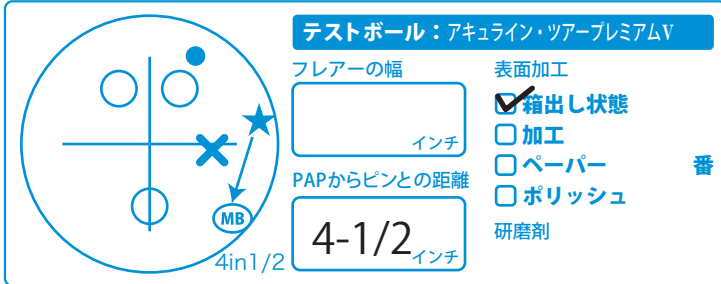 テストボール：アキュライン・ツアープレミアムV
フレアーの幅
インチ
PAPからピンとの距離
4-1/2インチ
表面加工
箱出し状態
加工
ペーパー 番
ポリッシュ
研磨剤
MB
4in1/2